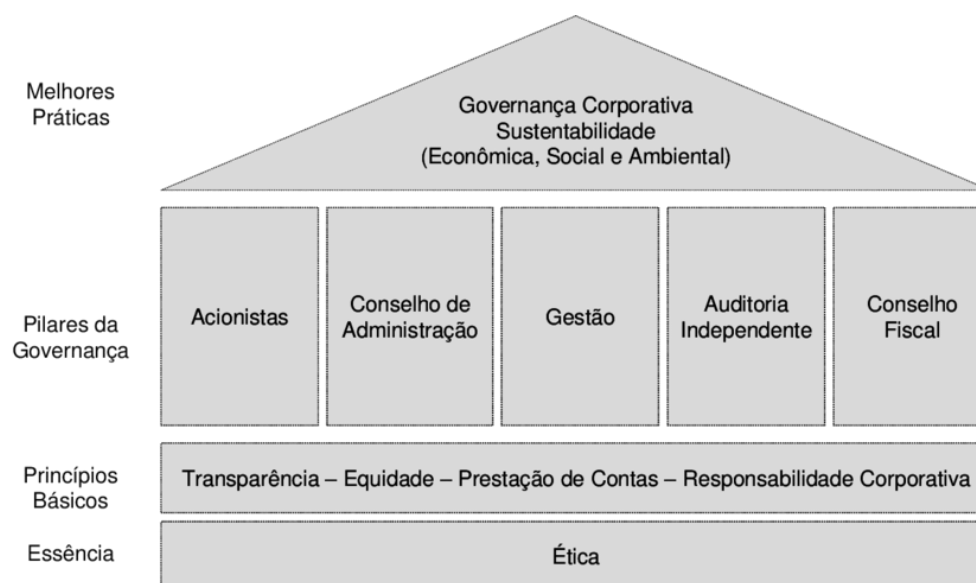 Melhores
Práticas
Governança Corporativa
Sustentabilidade
(Econômica, Social e Ambiental)
Pilares da
Governança
Acionistas
Conselho de
Administração
Gestão
Auditoria
Independente
Conselho
Fiscal
Princípios
Básicos
Transparência – Equidade – Prestação de Contas – Responsabilidade Corporativa
Essência
Ética